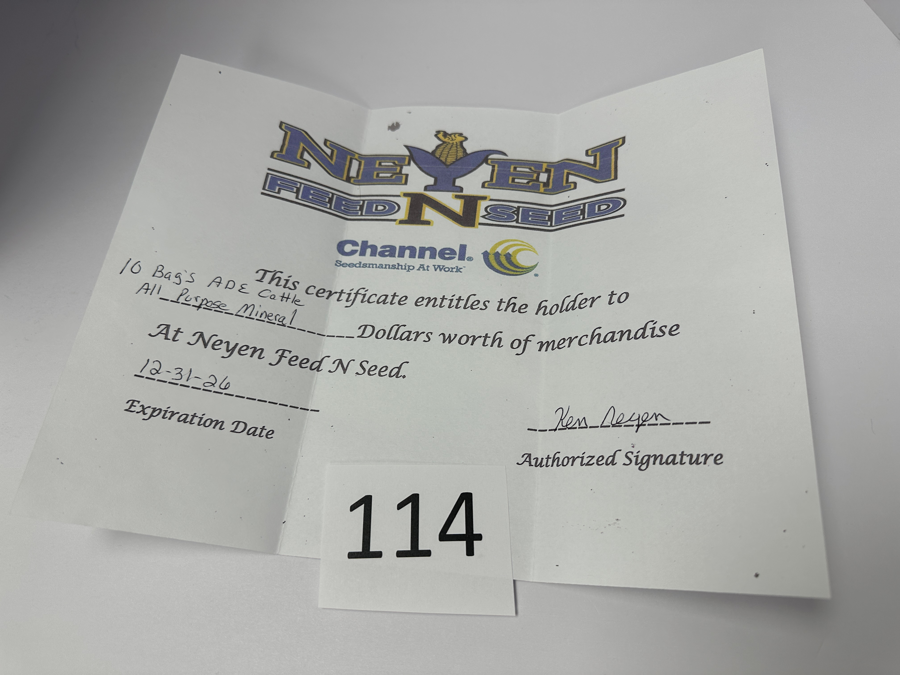 NEYEN
FEED N SEED
Channel®
Seedsmanship At Work™
This certificate entitles the holder to
10 Bag's ADE Cattle
All Purpose Mineral Dollars worth of merchandise
At Neyen Feed N Seed.
12-31-26
Expiration Date
Ken Neyen
Authorized Signature
114